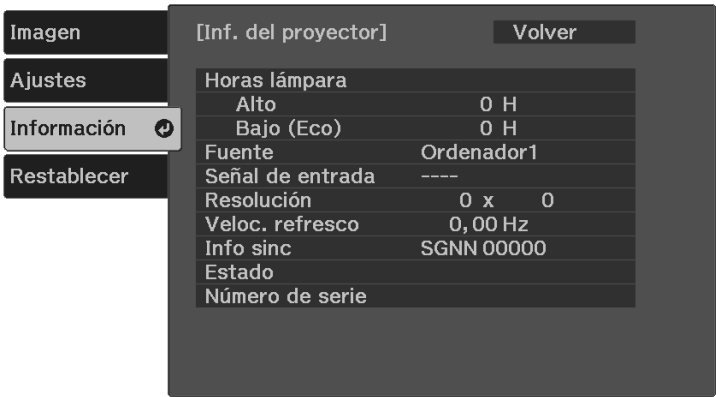 Imagen
Ajustes
Información
Restablecer
[Inf. del proyector]
Volver
Horas lámpara
Alto 0 H
Bajo (Eco) 0 H
Fuente Ordenador1
Señal de entrada ----
Resolución 0 x 0
Veloc. refresco 0,00 Hz
Info sinc SGNN 00000
Estado
Número de serie